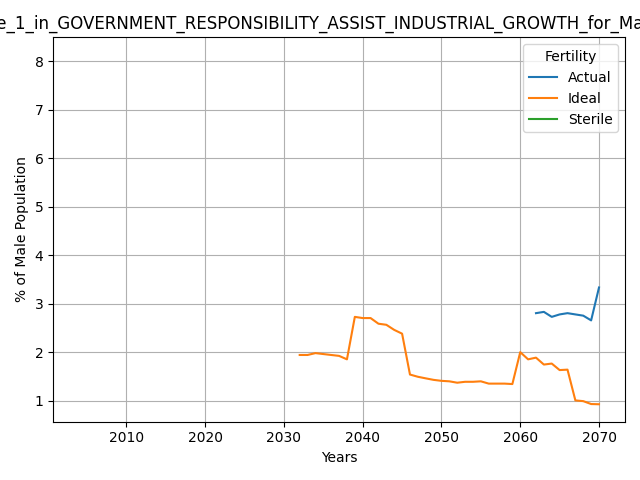 e_1_in_GOVERNMENT_RESPONSIBILITY_ASSIST_INDUSTRIAL_GROWTH_for_Ma
Fertility
Actual
Ideal
Sterile
% of Male Population
8
7
6
5
4
3
2
1
2010 2020 2030 2040 2050 2060 2070
Years